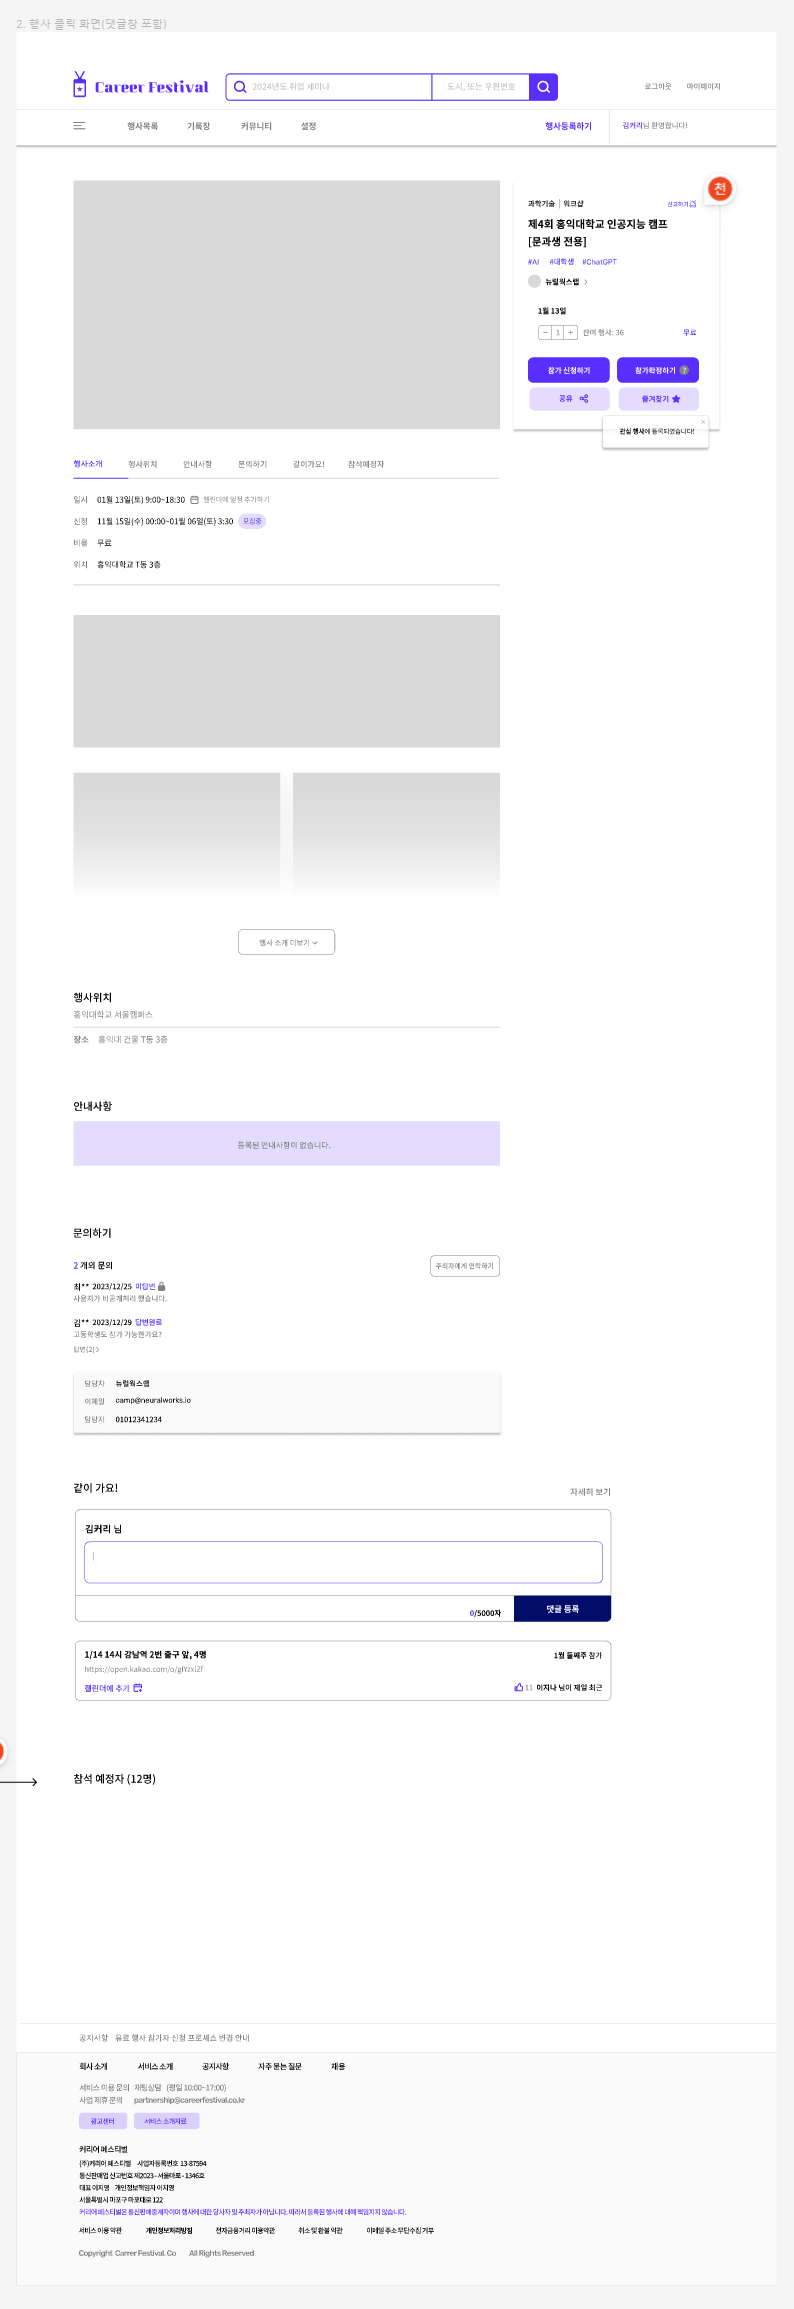 2. 행사 클릭 화면(댓글창 포함)
Career Festival
2024년도 취업 세미나
도시, 또는 우편번호
로그아웃 마이페이지
행사목록 기록장 커뮤니티 설정
행사등록하기
김커리님 환영합니다!
천
과학기술 | 워크샵
신고하기
제4회 홍익대학교 인공지능 캠프
[문과생 전용]
#AI #대학생 #ChatGPT
뉴럴웍스랩 >
1월 13일
− 1 + 잔여 행사: 36 무료
참가 신청하기 참가확정하기 ?
공유 즐겨찾기
관심 행사에 등록되었습니다!
행사소개 행사위치 안내사항 문의하기 같이가요! 참석예정자
일시 01월 13일(토) 9:00~18:30 캘린더에 일정 추가하기
신청 11월 15일(수) 00:00~01월 06일(토) 3:30 모집중
비용 무료
위치 홍익대학교 T동 3층
행사 소개 더보기
행사위치
홍익대학교 서울캠퍼스
장소 홍익대 건물 T동 3층
안내사항
등록된 안내사항이 없습니다.
문의하기
2 개의 문의
주최자에게 연락하기
최** 2023/12/25 미답변
사용자가 비공개처리 했습니다.
김** 2023/12/29 답변완료
고등학생도 참가 가능한가요?
답변(2) >
담당자 뉴럴웍스랩
이메일 camp@neuralworks.io
담당자 01012341234
같이 가요!
자세히 보기
김커리 님
0/5000자
댓글 등록
1/14 14시 강남역 2번 출구 앞, 4명
1월 둘째주 첨가
캘린더에 추가
11 이지나 님이 제일 최근
참석 예정자 (12명)
공지사항 유료 행사 참가자 신청 프로세스 변경 안내
회사 소개 서비스 소개 공지사항 자주 묻는 질문 채용
서비스 이용 문의 채팅상담 (평일 10:00~17:00)
사업 제휴 문의 partnership@careerfestival.co.kr
광고센터 서비스 소개자료
커리어 페스티벌
(주)커리어 페스티벌 사업자등록번호 13-87594
통신판매업 신고번호 제2023 - 서울마포 - 1346호
대표 이지명 개인정보책임자 이지명
서울특별시 마포구 마포대로 122
커리어 페스티벌은 통신판매중개자이며 행사에 대한 당사자 및 주최자가 아닙니다. 따라서 등록된 행사에 대해 책임지지 않습니다.
서비스 이용 약관 개인정보처리방침 전자금융거리 이용약관 취소 및 환불 약관 이메일 주소 무단수집 거부
Copyright Carrer Festival. Co All Rights Reserved